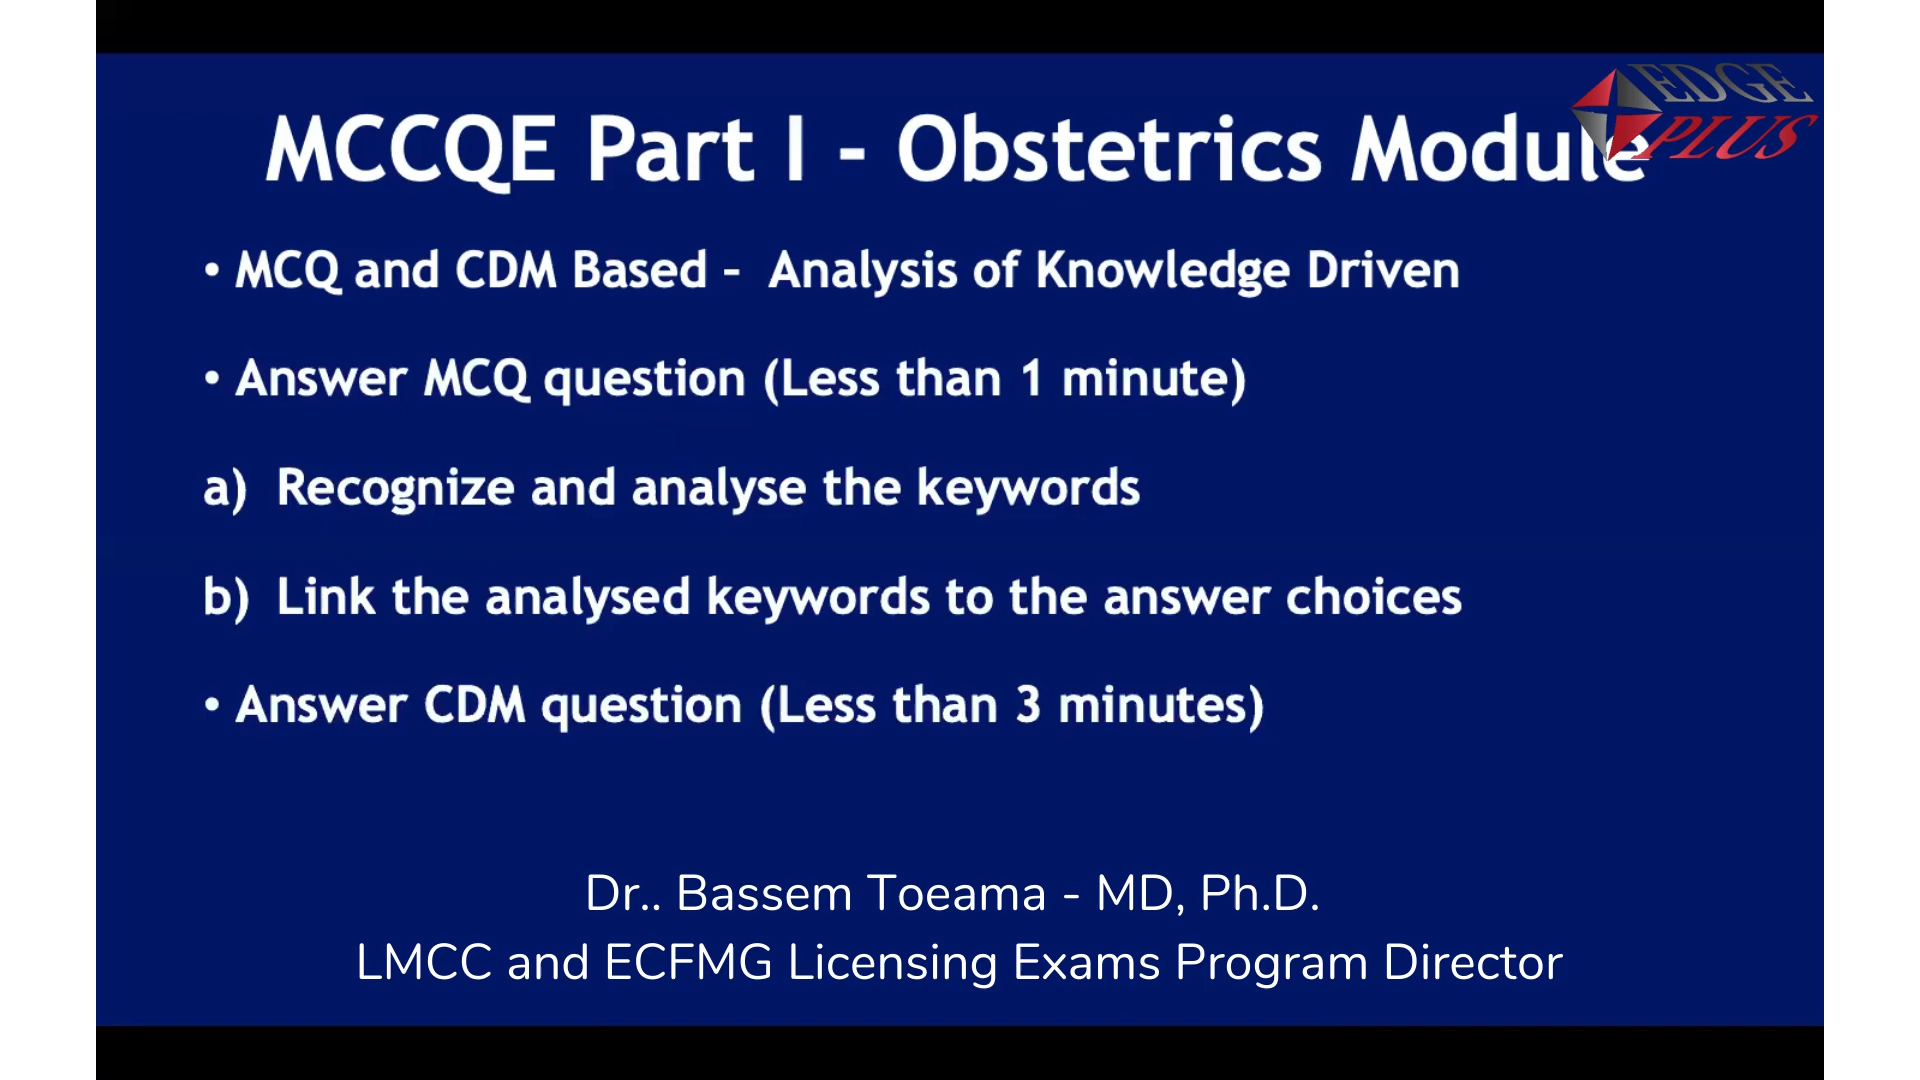 MCCQE Part I - Obstetrics Module
EDGE
PLUS
• MCQ and CDM Based – Analysis of Knowledge Driven
• Answer MCQ question (Less than 1 minute)
a) Recognize and analyse the keywords
b) Link the analysed keywords to the answer choices
• Answer CDM question (Less than 3 minutes)
Dr.. Bassem Toeama - MD, Ph.D.
LMCC and ECFMG Licensing Exams Program Director